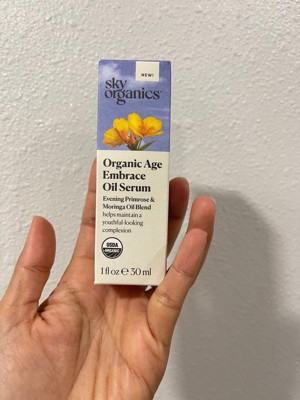 NEW!
sky
organics
Organic Age
Embrace
Oil Serum
Evening Primrose &
Moringa Oil Blend
helps maintain a
youthful-looking
complexion
USDA
ORGANIC
1 fl oz ℮ 30 ml